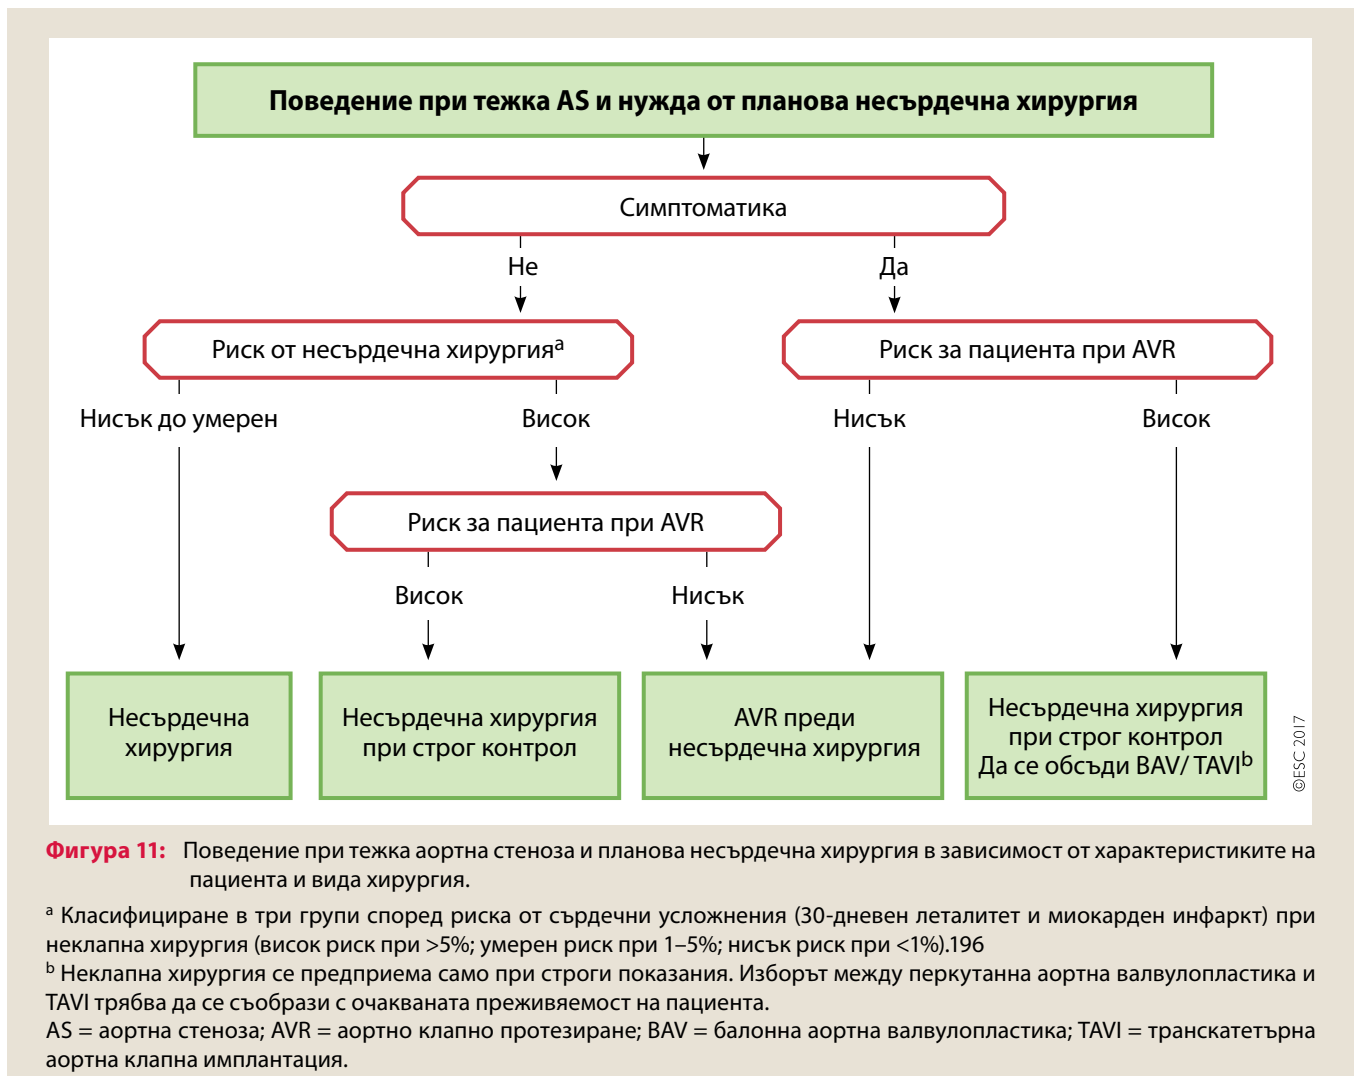 Поведение при тежка AS и нужда от планова несърдечна хирургия
Симптоматика
Не
Да
Риск от несърдечна хирургияª
Риск за пациента при AVR
Нисък до умерен
Висок
Нисък
Висок
Риск за пациента при AVR
Висок
Нисък
Несърдечна
хирургия
Несърдечна хирургия
при строг контрол
AVR преди
несърдечна хирургия
Несърдечна хирургия
при строг контрол
Да се обсъди BAV/ TAVIᵇ
©ESC 2017
Фигура 11: Поведение при тежка аортна стеноза и планова несърдечна хирургия в зависимост от характеристиките на
пациента и вида хирургия.
ª Класифициране в три групи според риска от сърдечни усложнения (30-дневен леталитет и миокарден инфаркт) при
неклапна хирургия (висок риск при >5%; умерен риск при 1–5%; нисък риск при <1%).196
ᵇ Неклапна хирургия се предприема само при строги показания. Изборът между перкутанна аортна валвулопластика и
TAVI трябва да се съобрази с очакваната преживяемост на пациента.
AS = аортна стеноза; AVR = аортно клапно протезиране; BAV = балонна аортна валвулопластика; TAVI = транскатетърна
аортна клапна имплантация.